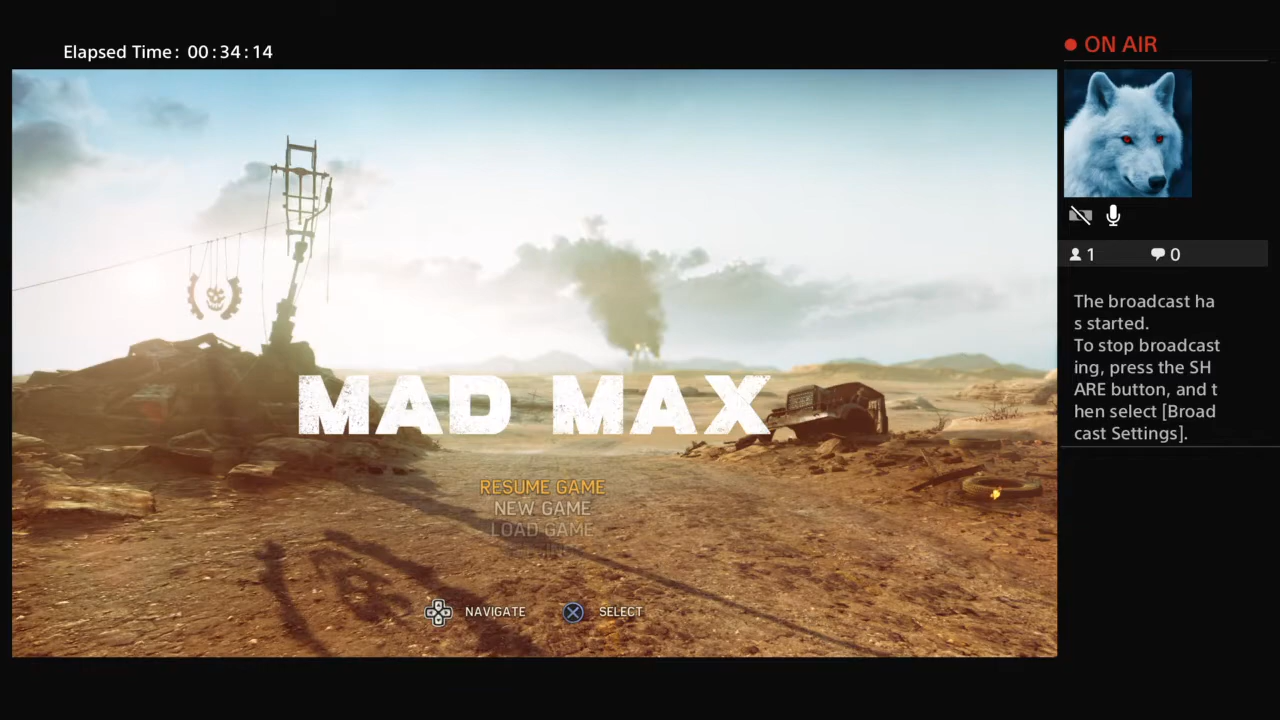 Elapsed Time: 00:34:14
ON AIR
1 0
The broadcast ha
s started.
To stop broadcast
ing, press the SH
ARE button, and t
hen select [Broad
cast Settings].
MAD MAX
RESUME GAME
NEW GAME
LOAD GAME
NAVIGATE SELECT